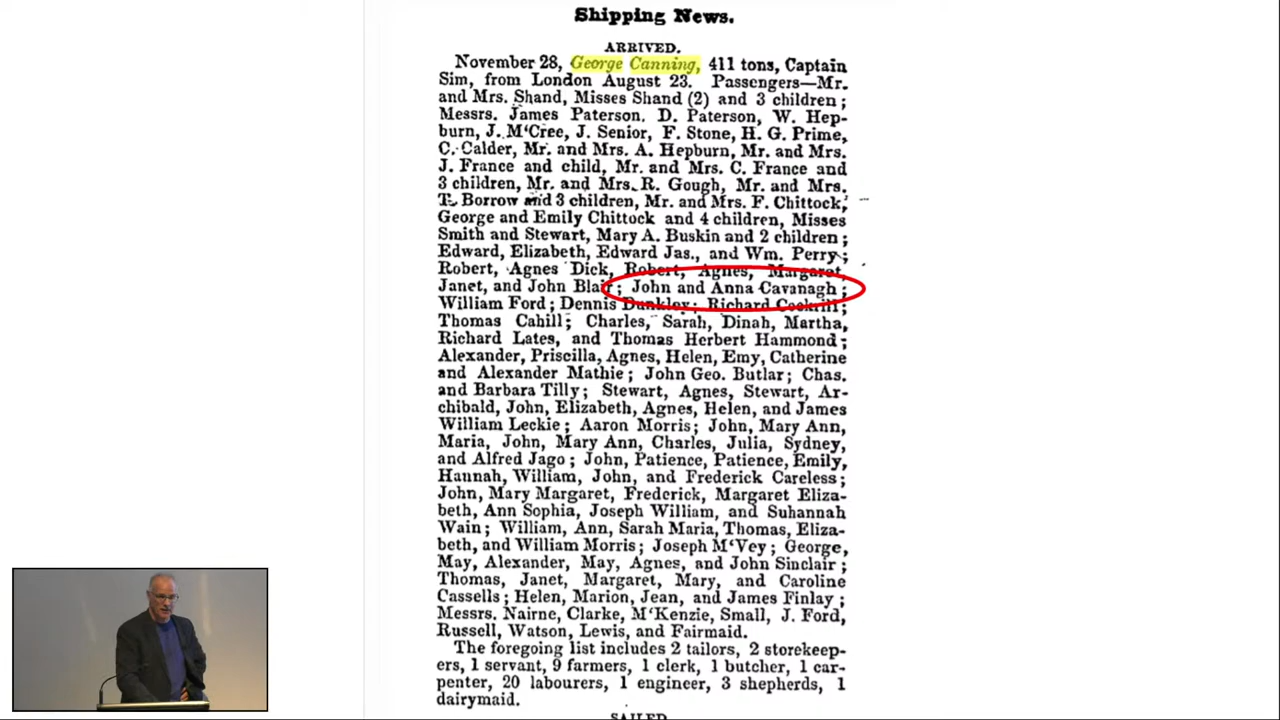 Shipping News.
ARRIVED.
November 28, George Canning, 411 tons, Captain
Sim, from London August 23. Passengers—Mr.
and Mrs. Shand, Misses Shand (2) and 3 children;
Messrs. James Paterson, D. Paterson, W. Hep-
burn, J. M'Cree, J. Senior, F. Stone, H. G. Prime,
C. Calder, Mr. and Mrs. A. Hepburn, Mr. and Mrs.
J. France and child, Mr. and Mrs. C. France and
3 children, Mr. and Mrs. R. Gough, Mr. and Mrs.
T. Borrow and 3 children, Mr. and Mrs. F. Chittock,
George and Emily Chittock and 4 children, Misses
Smith and Stewart, Mary A. Buskin and 2 children;
Edward, Elizabeth, Edward Jas., and Wm. Perry;
Robert, Agnes Dick, Robert, Agnes, Margaret,
Janet, and John Blair; John and Anna Cavanagh;
William Ford; Dennis Dunkley; Richard Cockrill;
Thomas Cahill; Charles, Sarah, Dinah, Martha,
Richard Lates, and Thomas Herbert Hammond;
Alexander, Priscilla, Agnes, Helen, Emy, Catherine
and Alexander Mathie; John Geo. Butlar; Chas.
and Barbara Tilly; Stewart, Agnes, Stewart, Ar-
chibald, John, Elizabeth, Agnes, Helen, and James
William Leckie; Aaron Morris; John, Mary Ann,
Maria, John, Mary Ann, Charles, Julia, Sydney,
and Alfred Jago; John, Patience, Patience, Emily,
Hannah, William, John, and Frederick Careless;
John, Mary Margaret, Frederick, Margaret Eliza-
beth, Ann Sophia, Joseph William, and Suhannah
Wain; William, Ann, Sarah Maria, Thomas, Eliza-
beth, and William Morris; Joseph M'Vey; George,
May, Alexander, May, Agnes, and John Sinclair;
Thomas, Janet, Margaret, Mary, and Caroline
Cassells; Helen, Marion, Jean, and James Finlay;
Messrs. Nairne, Clarke, M'Kenzie, Small, J. Ford,
Russell, Watson, Lewis, and Fairmaid.
The foregoing list includes 2 tailors, 2 storekeep-
ers, 1 servant, 9 farmers, 1 clerk, 1 butcher, 1 car-
penter, 20 labourers, 1 engineer, 3 shepherds, 1
dairymaid.
SAILED.